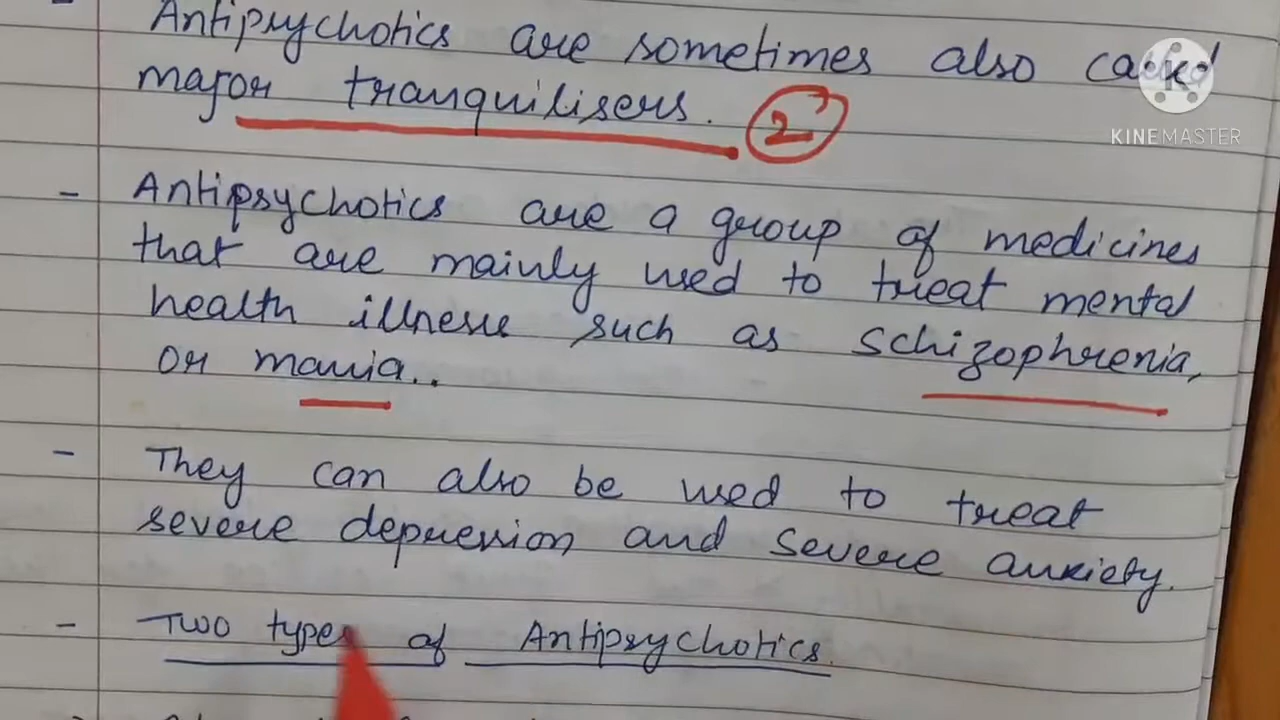 Antipsychotics are sometimes also called
major tranquilisers. 2
- Antipsychotics are a group of medicines
that are mainly used to treat mental
health illness such as schizophrenia,
or mania..
- They can also be used to treat
severe depression and severe anxiety.
- Two types of Antipsychotics.
K
KINEMASTER